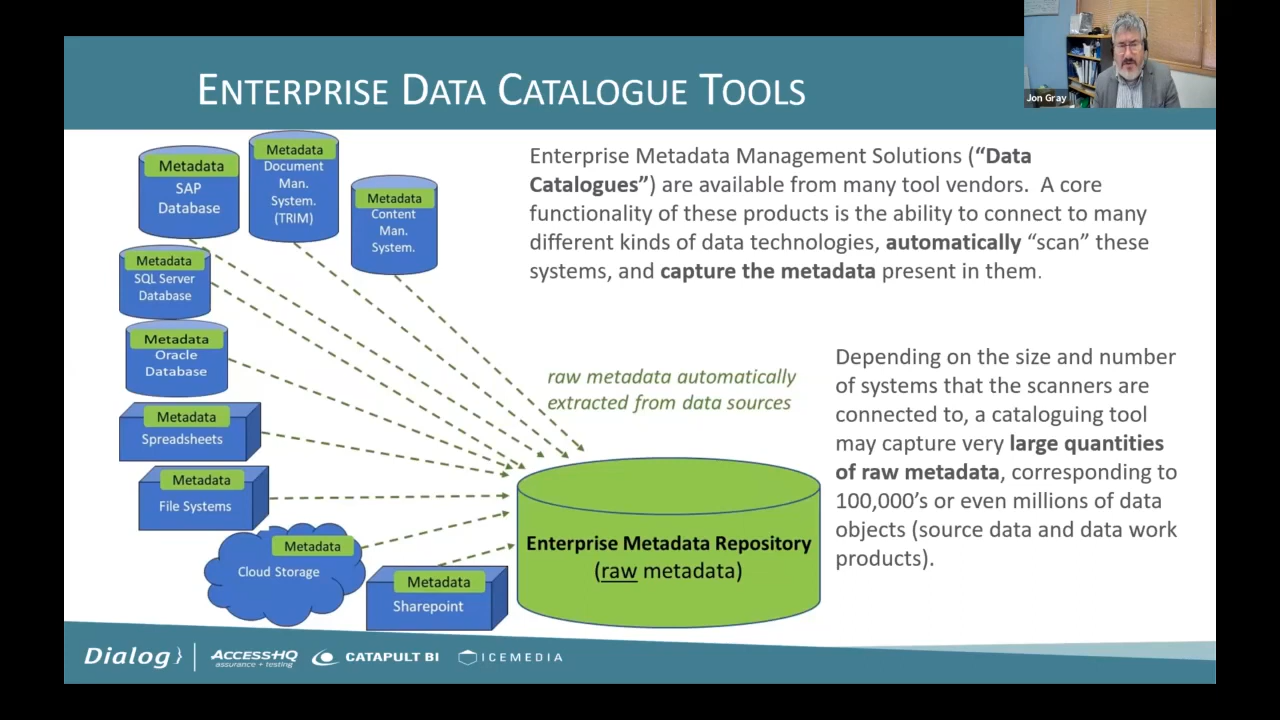 ENTERPRISE DATA CATALOGUE TOOLS
Jon Gray
Metadata
SAP
Database
Metadata
Document
Man.
System.
(TRIM)
Metadata
Content
Man.
System.
Metadata
SQL Server
Database
Metadata
Oracle
Database
Metadata
Spreadsheets
Metadata
File Systems
Metadata
Cloud Storage
Metadata
Sharepoint
Enterprise Metadata Management Solutions (“Data
Catalogues”) are available from many tool vendors. A core
functionality of these products is the ability to connect to many
different kinds of data technologies, automatically “scan” these
systems, and capture the metadata present in them.
raw metadata automatically
extracted from data sources
Enterprise Metadata Repository
(raw metadata)
Depending on the size and number
of systems that the scanners are
connected to, a cataloguing tool
may capture very large quantities
of raw metadata, corresponding to
100,000’s or even millions of data
objects (source data and data work
products).
Dialog}
ACCESSHQ
assurance + testing
CATAPULT BI
ICEMEDIA